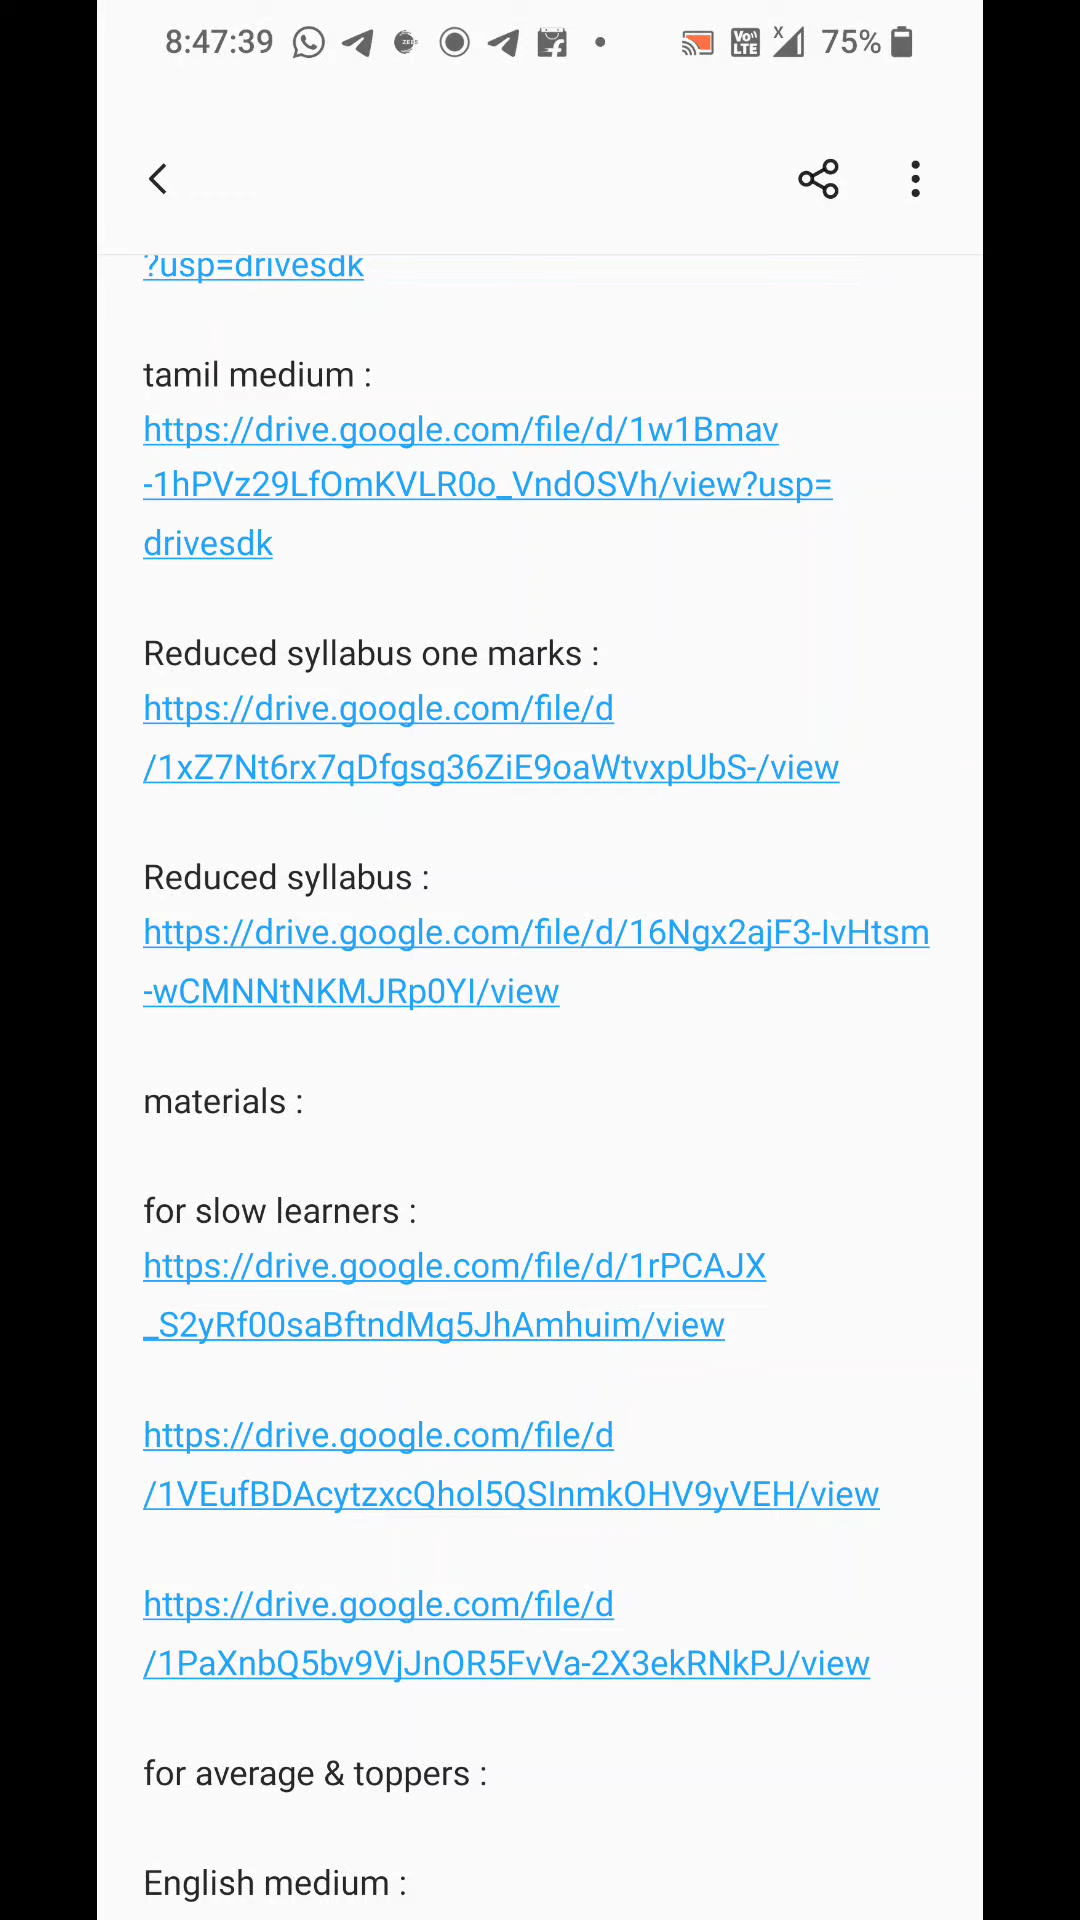 8:47:39
75%
?usp=drivesdk
tamil medium :
https://drive.google.com/file/d/1w1Bmav
-1hPVz29LfOmKVLR0o_VndOSVh/view?usp=
drivesdk
Reduced syllabus one marks :
https://drive.google.com/file/d
/1xZ7Nt6rx7qDfgsg36ZiE9oaWtvxpUbS-/view
Reduced syllabus :
https://drive.google.com/file/d/16Ngx2ajF3-IvHtsm
-wCMNNtNKMJRp0YI/view
materials :
for slow learners :
https://drive.google.com/file/d/1rPCAJX
_S2yRf00saBftndMg5JhAmhuim/view
https://drive.google.com/file/d
/1VEufBDAcytzxcQhol5QSInmkOHV9yVEH/view
https://drive.google.com/file/d
/1PaXnbQ5bv9VjJnOR5FvVa-2X3ekRNkPJ/view
for average & toppers :
English medium :